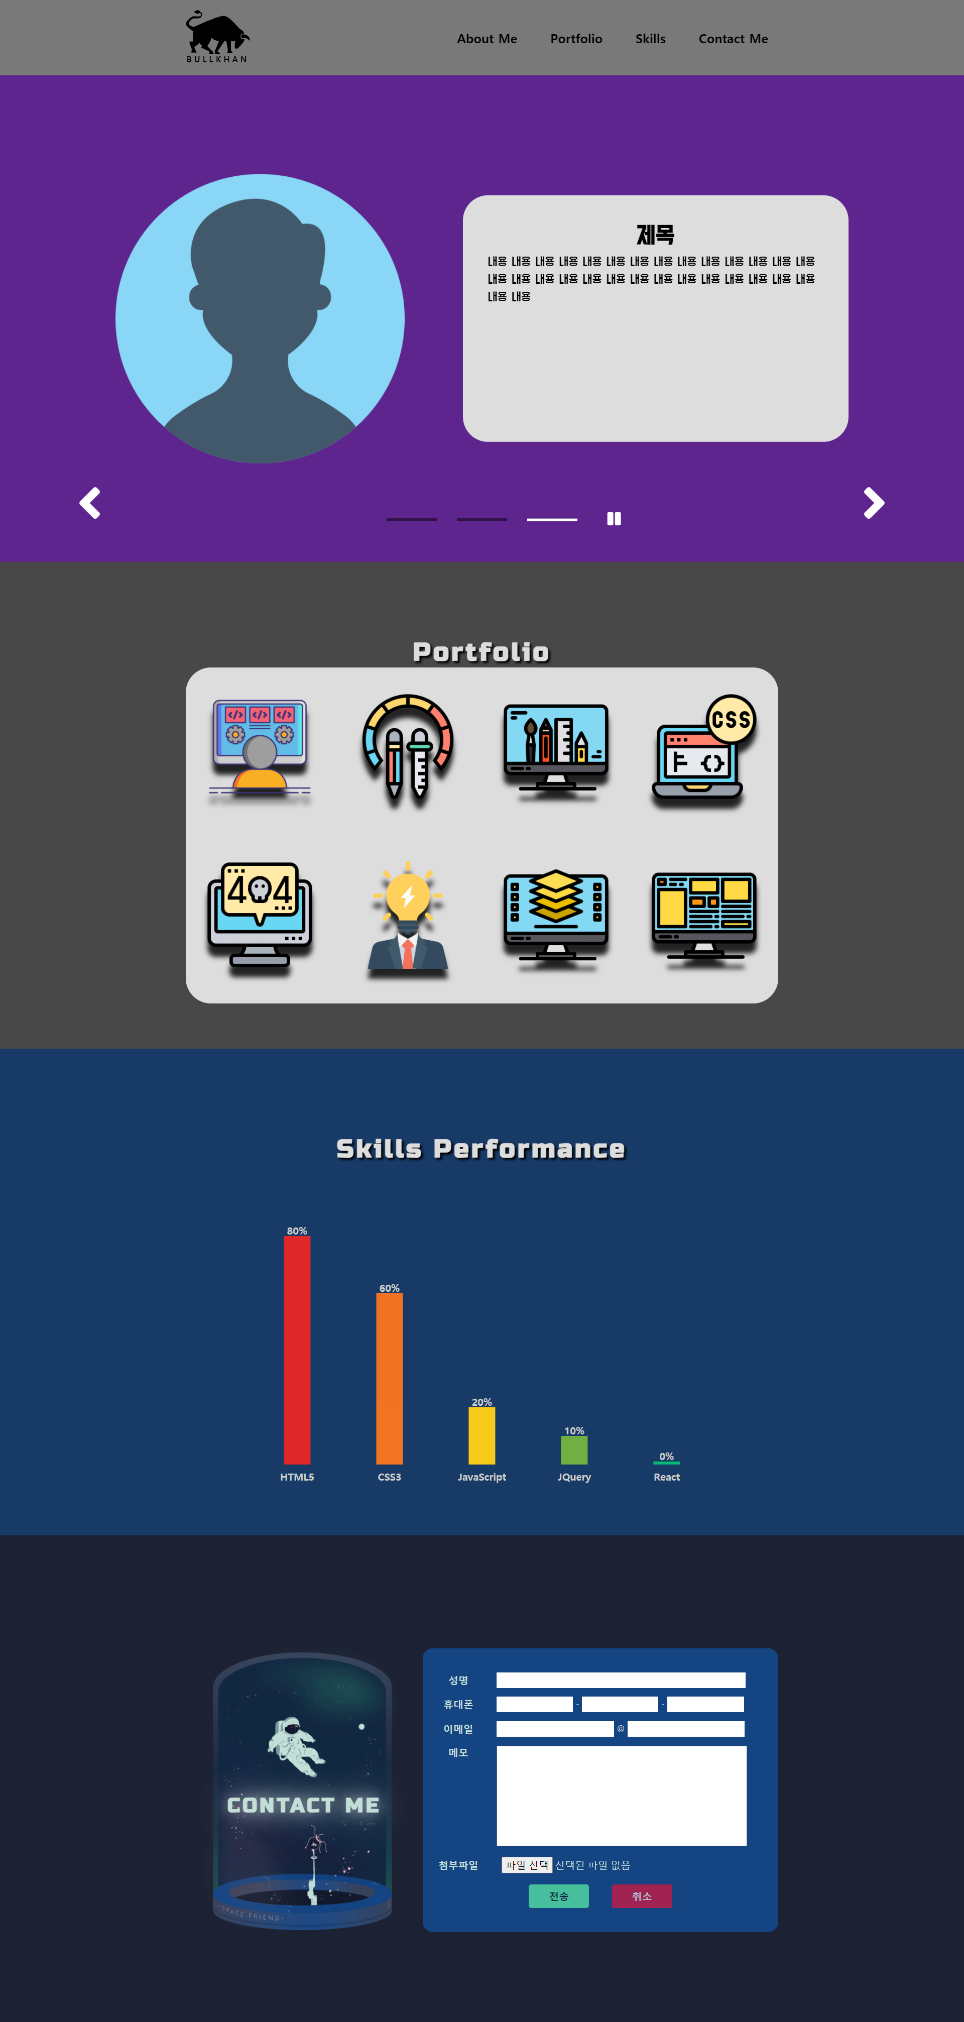 BULLKHAN
About Me
Portfolio
Skills
Contact Me
제목
내용 내용 내용 내용 내용 내용 내용 내용 내용 내용 내용 내용 내용 내용
내용 내용 내용 내용 내용 내용 내용 내용 내용 내용 내용 내용 내용 내용
내용 내용
Portfolio
CSS
404
Skills Performance
80%
60%
20%
10%
0%
HTML5
CSS3
JavaScript
JQuery
React
CONTACT ME
SPACE FRIEND~
성명
휴대폰 - -
이메일 @
메모
첨부파일 파일 선택 선택된 파일 없음
전송
취소